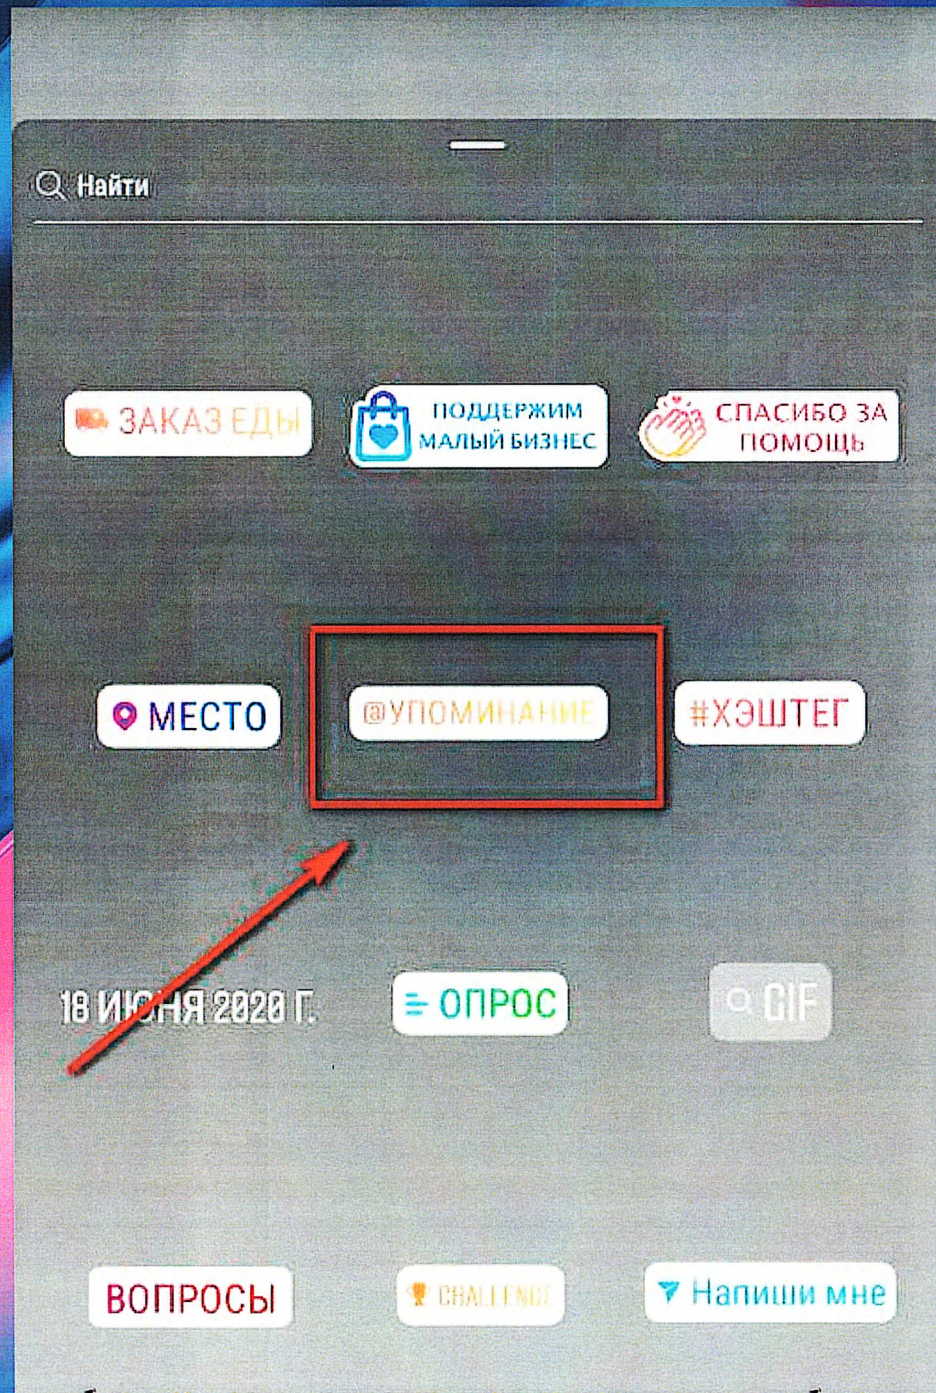 Найти
ЗАКАЗ ЕДЫ
ПОДДЕРЖИМ
МАЛЫЙ БИЗНЕС
СПАСИБО ЗА
ПОМОЩЬ
МЕСТО
@УПОМИНАНИЕ
#ХЭШТЕГ
18 ИЮНЯ 2020 Г.
ОПРОС
GIF
ВОПРОСЫ
CHALLENGE
Напиши мне